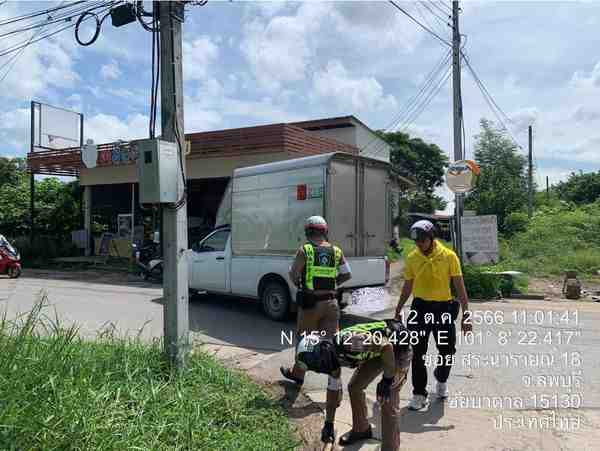 12 ต.ค. 2566 11:01:41
N 15° 12' 20.428" E 101° 8' 22.417"
ซอย สุระนารายณ์ 18
จ.ลพบุรี
ชัยบาดาล 15130
ประเทศไทย